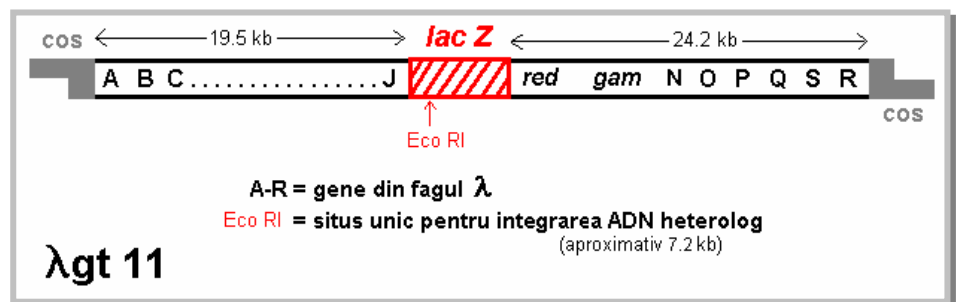 cos 19.5 kb lac Z 24.2 kb
A B C................J red gam N O P Q S R
cos
Eco RI
A-R = gene din fagul λ
Eco RI = situs unic pentru integrarea ADN heterolog
(aproximativ 7.2 kb)
λgt 11